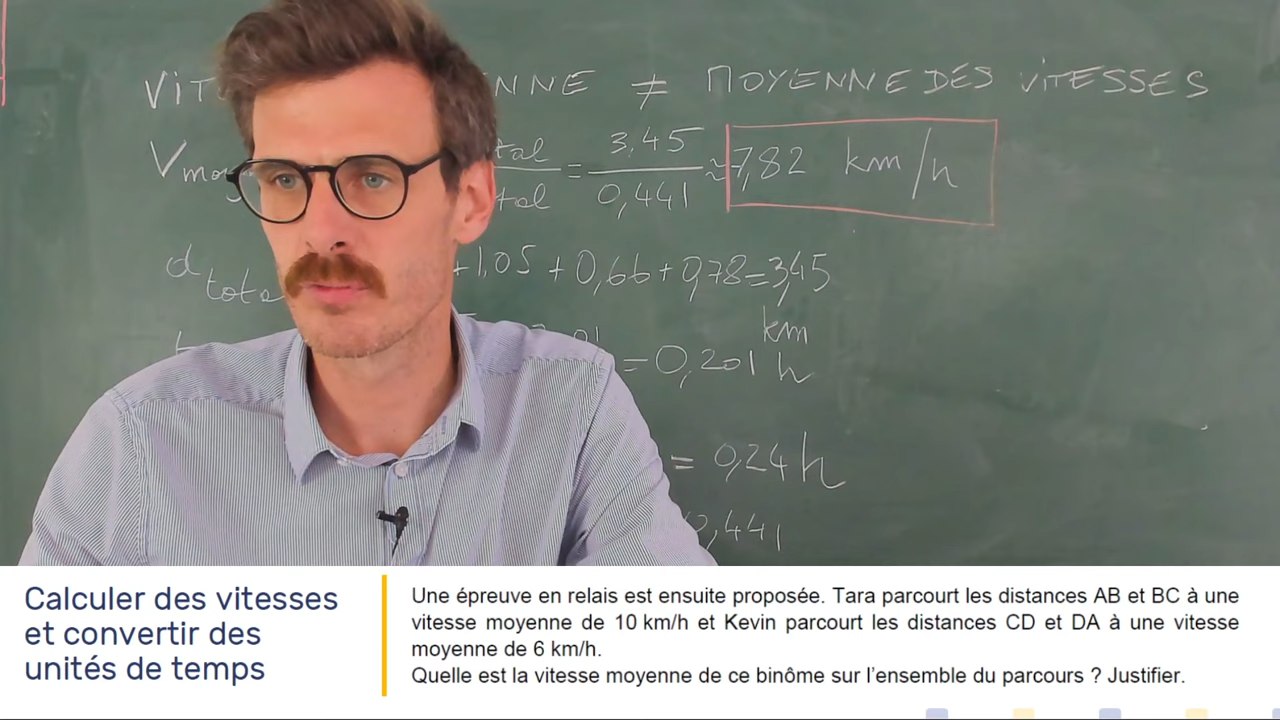 NNE ≠ MOYENNE DES VITESSES
= 3,45 / 0,441 ≈ 7,82 km/h
d
+1,05 + 0,66 + 0,78 = 3,45
km
= 0,201 h
= 0,24 h
0,441
Calculer des vitesses
et convertir des
unités de temps
Une épreuve en relais est ensuite proposée. Tara parcourt les distances AB et BC à une
vitesse moyenne de 10 km/h et Kevin parcourt les distances CD et DA à une vitesse
moyenne de 6 km/h.
Quelle est la vitesse moyenne de ce binôme sur l'ensemble du parcours ? Justifier.